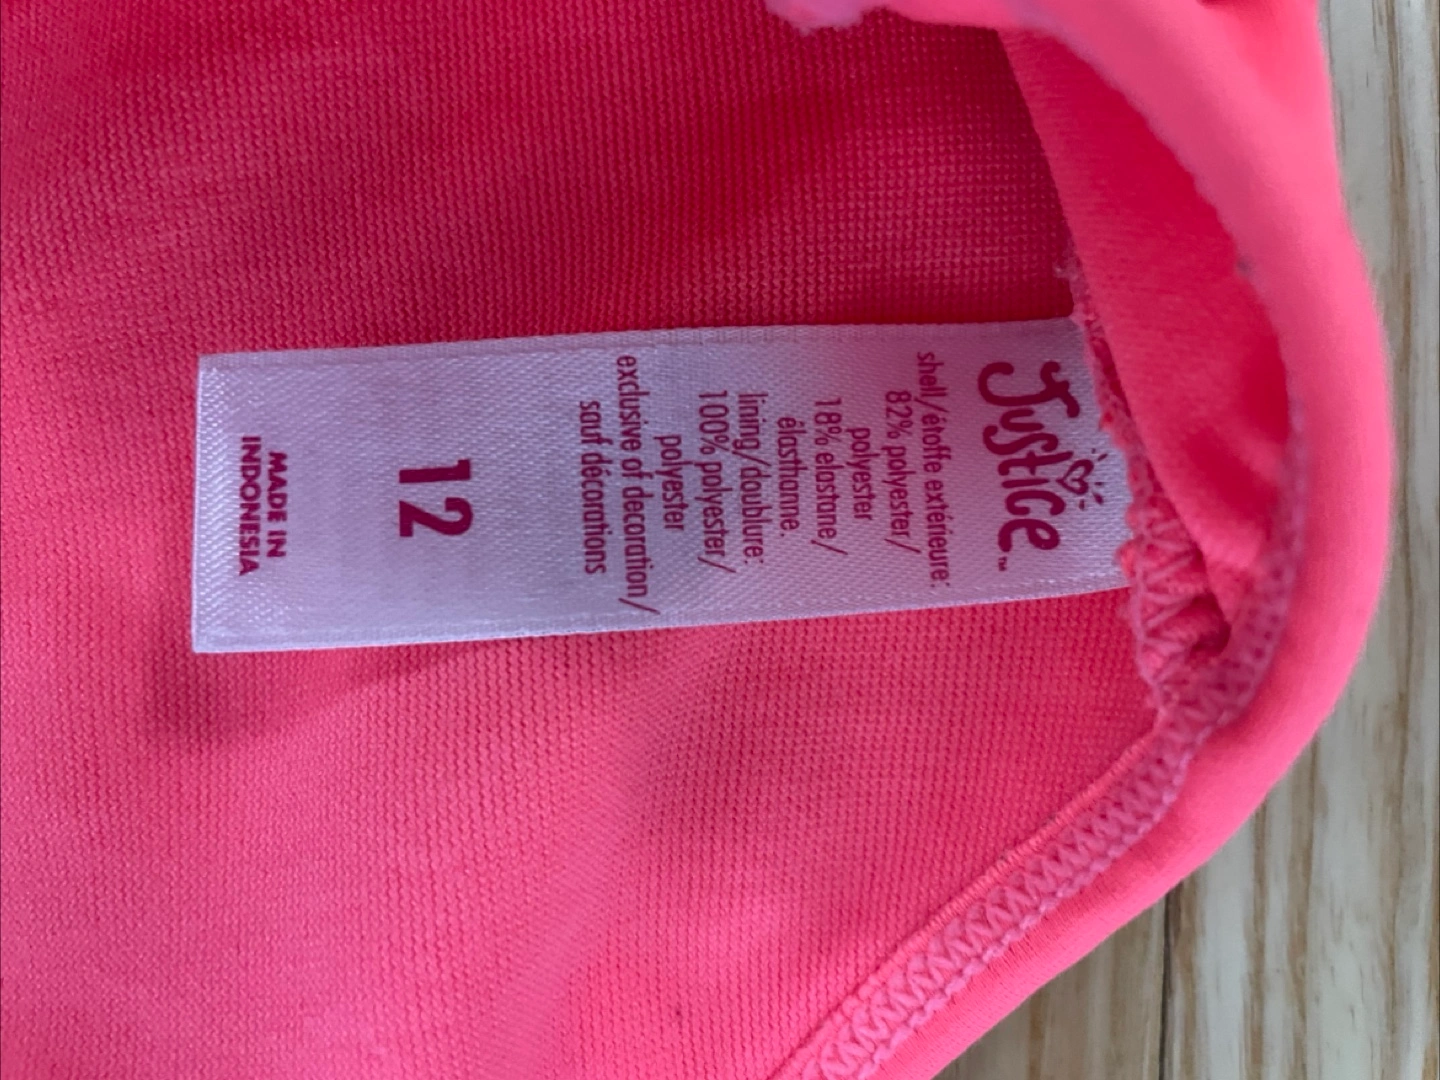 Justice™
shell/étoffe extérieure:
82% polyester/
polyester
18% elastane/
élasthanne.
lining/doublure:
100% polyester/
polyester
exclusive of decoration/
sauf décorations
12
MADE IN
INDONESIA